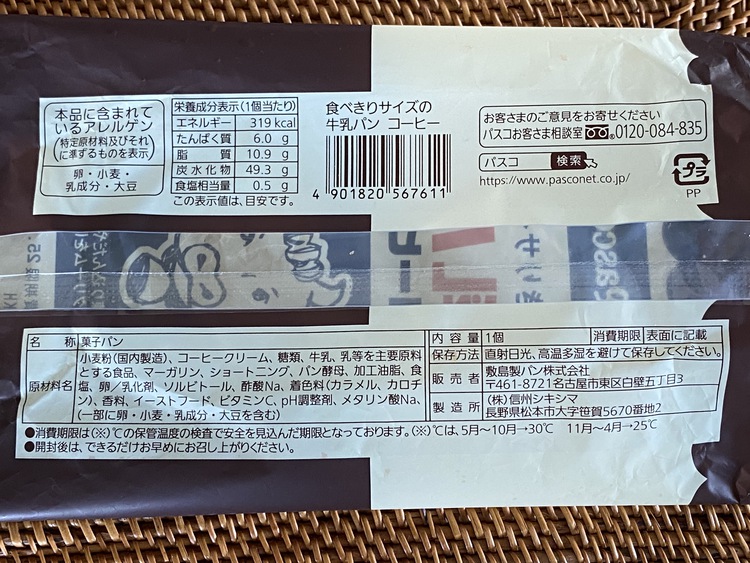 本品に含まれて
いるアレルゲン
(特定原材料及びそれ
に準ずるものを表示)
卵・小麦・
乳成分・大豆
栄養成分表示(1個当たり)
エネルギー 319 kcal
たんぱく質 6.0 g
脂質 10.9 g
炭水化物 49.3 g
食塩相当量 0.5 g
この表示値は、目安です。
食べきりサイズの
牛乳パン コーヒー
4 901820 567611
お客さまのご意見をお寄せください
パスコお客さま相談室 0120-084-835
パスコ 検索
https://www.pasconet.co.jp/
プラ
PP
名称 菓子パン
原材料名 小麦粉(国内製造)、コーヒークリーム、糖類、牛乳、乳等を主要原料
とする食品、マーガリン、ショートニング、パン酵母、加工油脂、食
塩、卵/乳化剤、ソルビトール、酢酸Na、着色料(カラメル、カロチ
ン)、香料、イーストフード、ビタミンC、pH調整剤、メタリン酸Na、
(一部に卵・小麦・乳成分・大豆を含む)
内容量 1個 消費期限 表面に記載
保存方法 直射日光、高温多湿を避けて保存してください。
販売者 敷島製パン株式会社
〒461-8721名古屋市東区白壁五丁目3
製造所 (株)信州シキシマ
長野県松本市大字笹賀5670番地2
●消費期限は(※)℃の保管温度の検査で安全を見込んだ期限となっております。(※)℃は、5月～10月→30℃ 11月～4月→25℃
●開封後は、できるだけお早めにお召し上がりください。